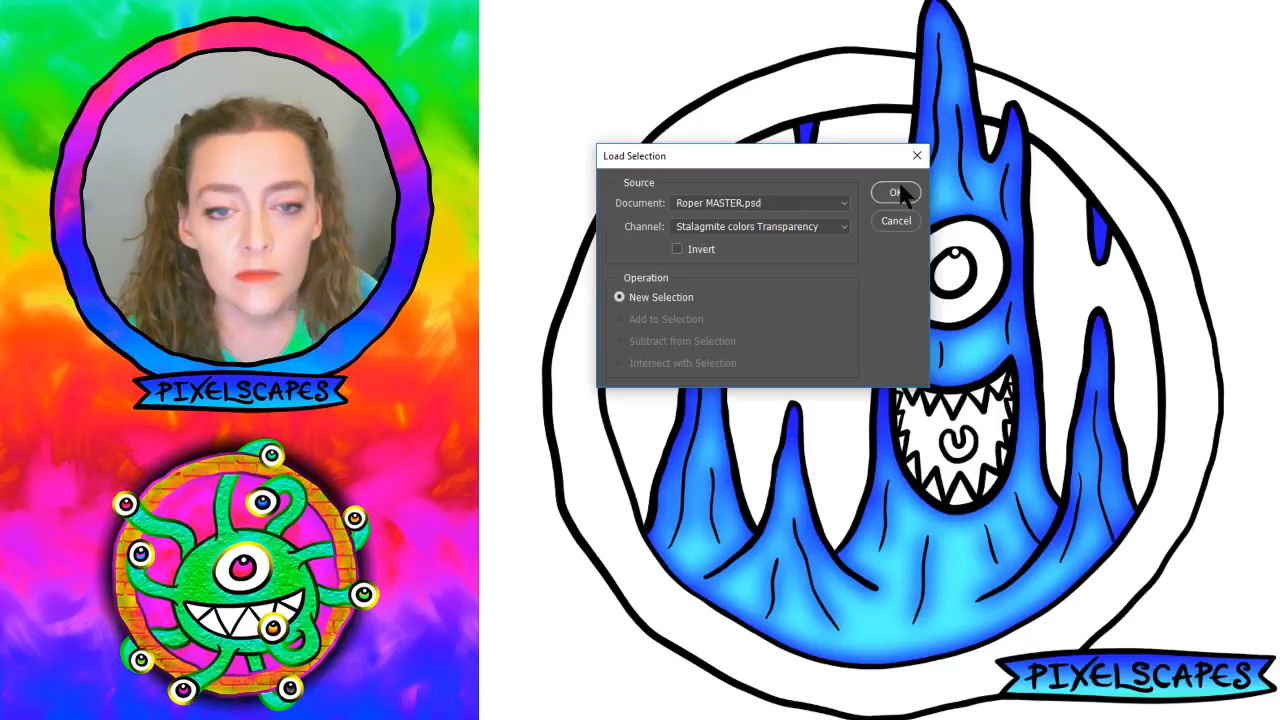 PIXELSCAPES
Load Selection
Source
Document: Roper MASTER.psd
Channel: Stalagmite colors Transparency
Invert
OK
Cancel
Operation
New Selection
Add to Selection
Subtract from Selection
Intersect with Selection
PIXELSCAPES